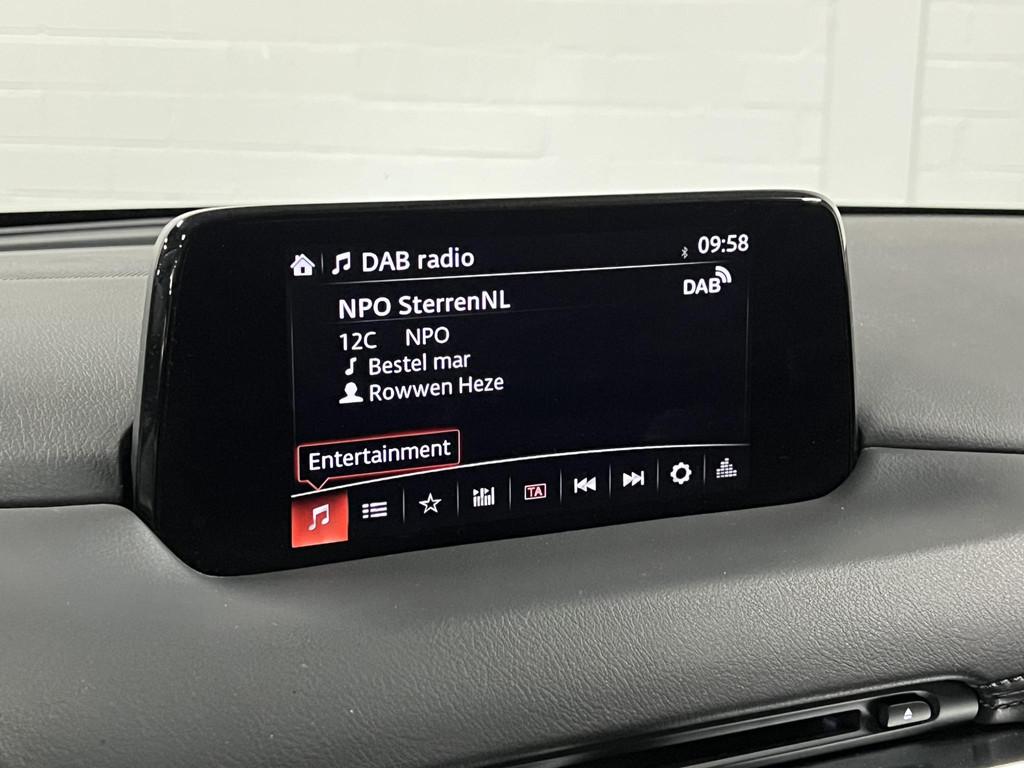 DAB radio
09:58
DAB
NPO SterrenNL
12C NPO
Bestel mar
Rowwen Heze
Entertainment
TA